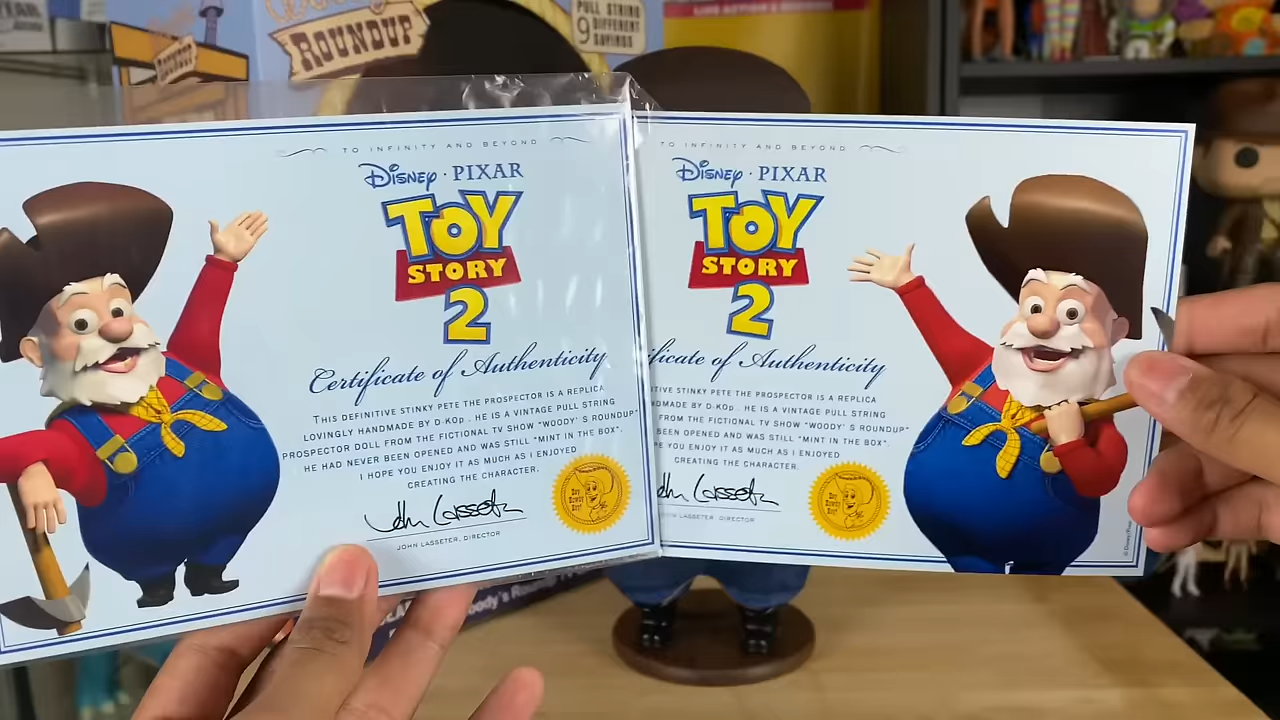 ROUNDUP
PULL STRING
9 DIFFERENT
SAYINGS
TO INFINITY AND BEYOND
DISNEY · PIXAR
TOY
STORY
2
Certificate of Authenticity
THIS DEFINITIVE STINKY PETE THE PROSPECTOR IS A REPLICA
LOVINGLY HANDMADE BY D-KOP. HE IS A VINTAGE PULL STRING
PROSPECTOR DOLL FROM THE FICTIONAL TV SHOW "WOODY' S ROUNDUP"
HE HAD NEVER BEEN OPENED AND WAS STILL "MINT IN THE BOX".
I HOPE YOU ENJOY IT AS MUCH AS I ENJOYED
CREATING THE CHARACTER.
John Lasseter
JOHN LASSETER, DIRECTOR
TO INFINITY AND BEYOND
DISNEY · PIXAR
TOY
STORY
2
of Authenticity
STINKY PETE THE PROSPECTOR IS A REPLICA
BY D-KOP. HE IS A VINTAGE PULL STRING
FROM THE FICTIONAL TV SHOW "WOODY' S ROUNDUP"
BEEN OPENED AND WAS STILL "MINT IN THE BOX".
YOU ENJOY IT AS MUCH AS I ENJOYED
CREATING THE CHARACTER.
John Lasseter
JOHN LASSETER, DIRECTOR